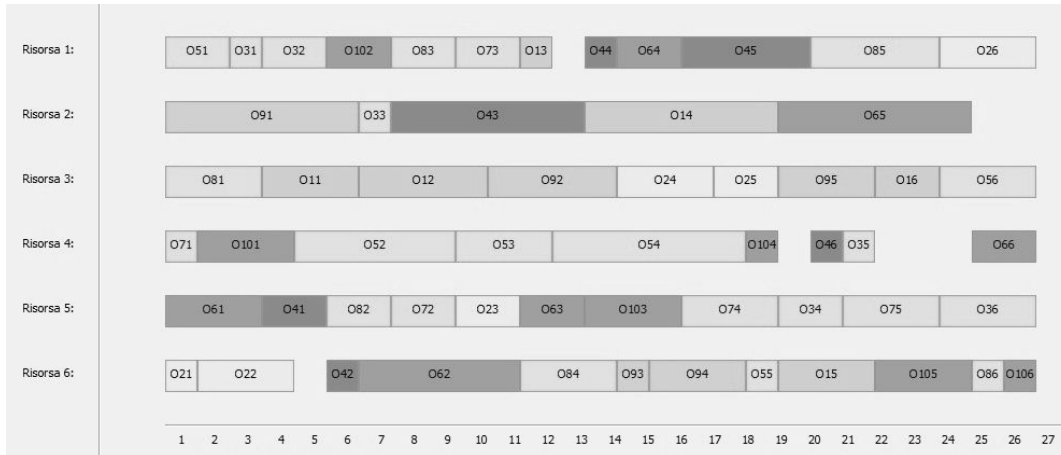 Risorsa 1: O51 O31 O32 O102 O83 O73 O13 O44 O64 O45 O85 O26
Risorsa 2: O91 O33 O43 O14 O65
Risorsa 3: O81 O11 O12 O92 O24 O25 O95 O16 O56
Risorsa 4: O71 O101 O52 O53 O54 O104 O46 O35 O66
Risorsa 5: O61 O41 O82 O72 O23 O63 O103 O74 O34 O75 O36
Risorsa 6: O21 O22 O42 O62 O84 O93 O94 O55 O15 O105 O86 O106
1 2 3 4 5 6 7 8 9 10 11 12 13 14 15 16 17 18 19 20 21 22 23 24 25 26 27